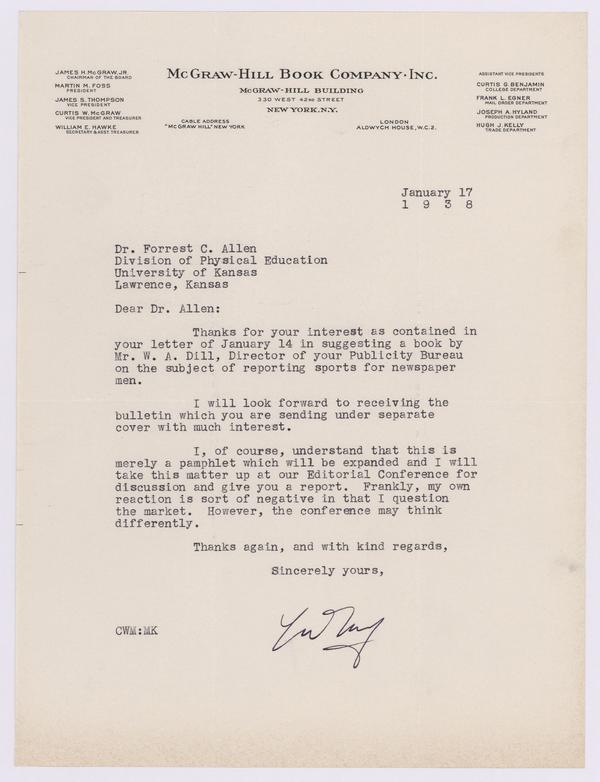 McGraw-Hill Book Company·Inc.
McGraw-Hill Building
330 West 42nd Street
New York, N.Y.
James H. McGraw, Jr.
Chairman of the Board
Martin M. Foss
President
James S. Thompson
Vice President
Curtis W. McGraw
Vice President and Treasurer
William E. Hawke
Secretary & Asst. Treasurer
Cable Address
"McGraw Hill" New York
London
Aldwych House, W.C.2.
Assistant Vice Presidents
Curtis G. Benjamin
College Department
Frank L. Egner
Mail Order Department
Joseph A. Hyland
Production Department
Hugh J. Kelly
Trade Department
January 17
1 9 3 8
Dr. Forrest C. Allen
Division of Physical Education
University of Kansas
Lawrence, Kansas
Dear Dr. Allen:
Thanks for your interest as contained in
your letter of January 14 in suggesting a book by
Mr. W. A. Dill, Director of your Publicity Bureau
on the subject of reporting sports for newspaper
men.
I will look forward to receiving the
bulletin which you are sending under separate
cover with much interest.
I, of course, understand that this is
merely a pamphlet which will be expanded and I will
take this matter up at our Editorial Conference for
discussion and give you a report. Frankly, my own
reaction is sort of negative in that I question
the market. However, the conference may think
differently.
Thanks again, and with kind regards,
Sincerely yours,
CWM:MK